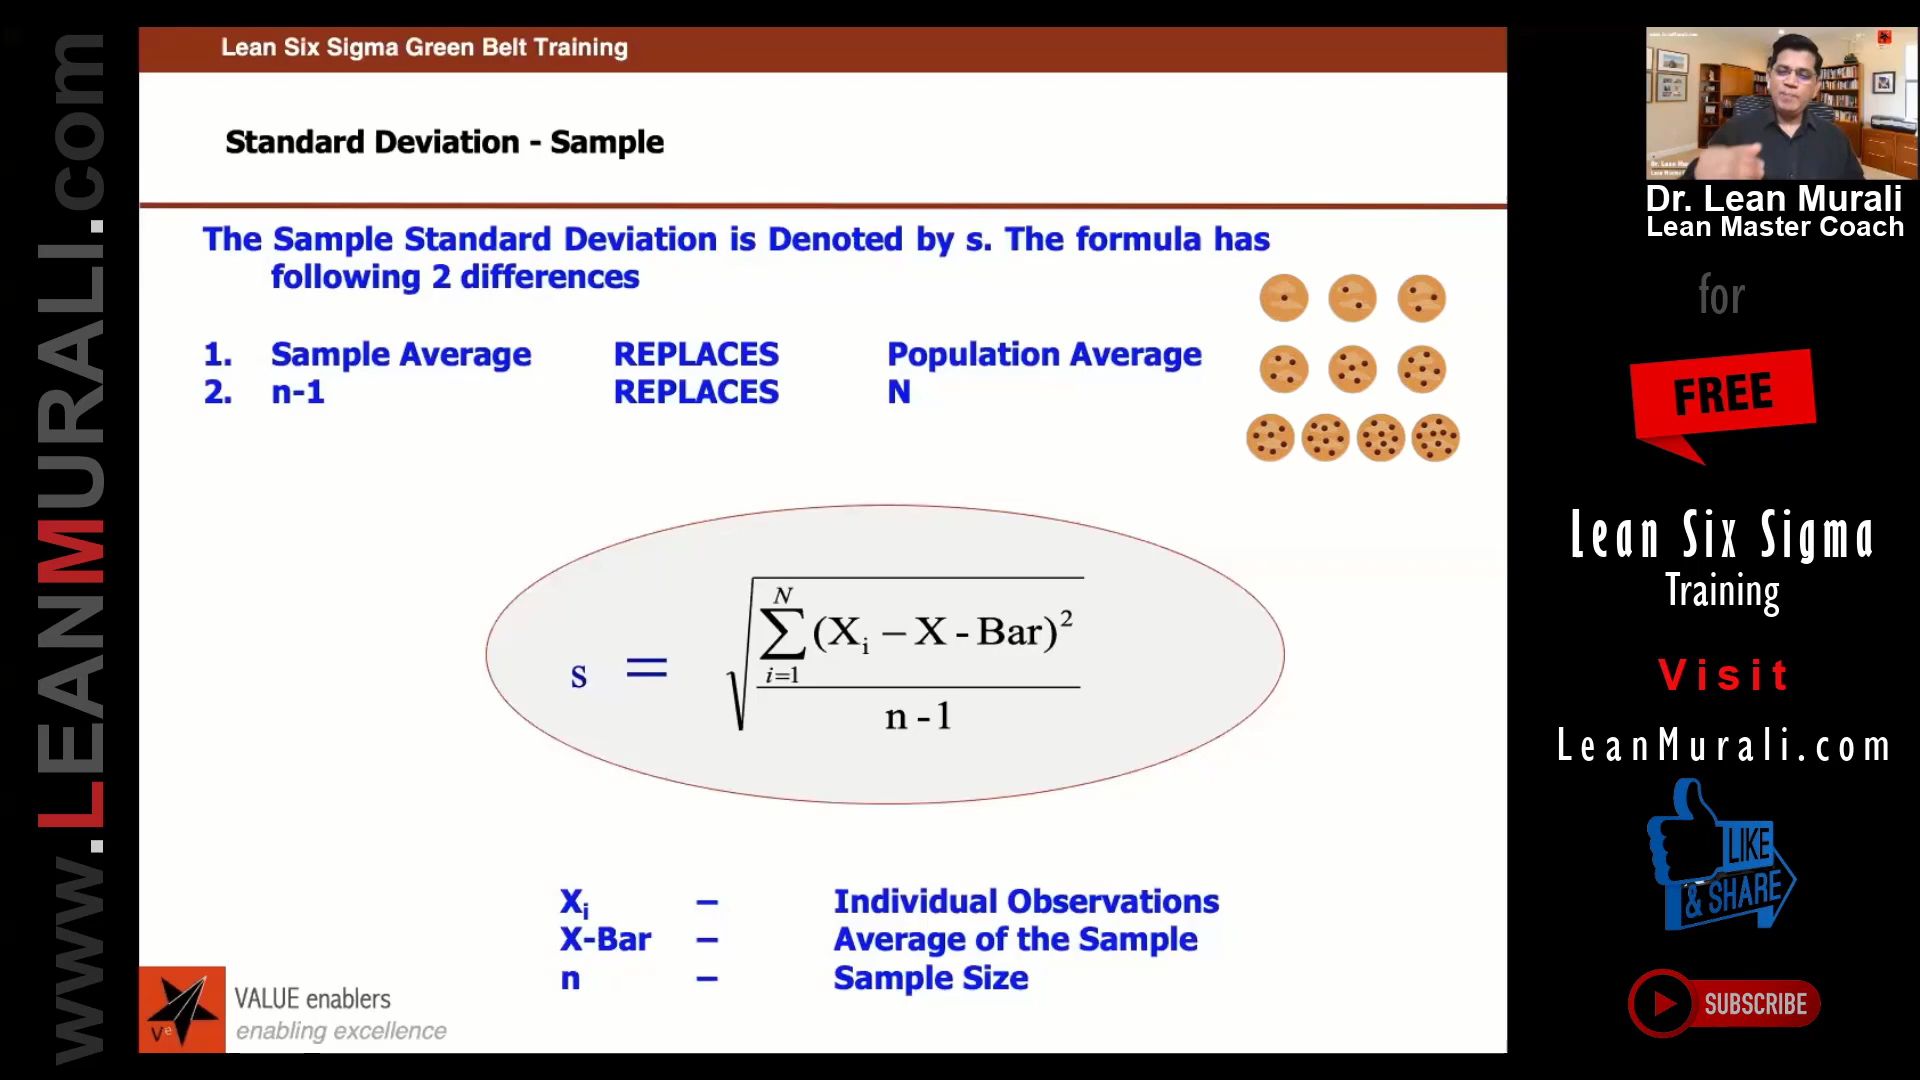 www.LEANMURALI.com
Lean Six Sigma Green Belt Training
Standard Deviation - Sample
The Sample Standard Deviation is Denoted by s. The formula has
following 2 differences
1. Sample Average REPLACES Population Average
2. n-1 REPLACES N
s = √ N ∑ i=1 (Xi – X - Bar)²
n - 1
Xi – Individual Observations
X-Bar – Average of the Sample
n – Sample Size
Ve
VALUE enablers
enabling excellence
Dr. Lean Murali
Lean Master Coach
for
FREE
Lean Six Sigma
Training
Visit
LeanMurali.com
LIKE
& SHARE
SUBSCRIBE